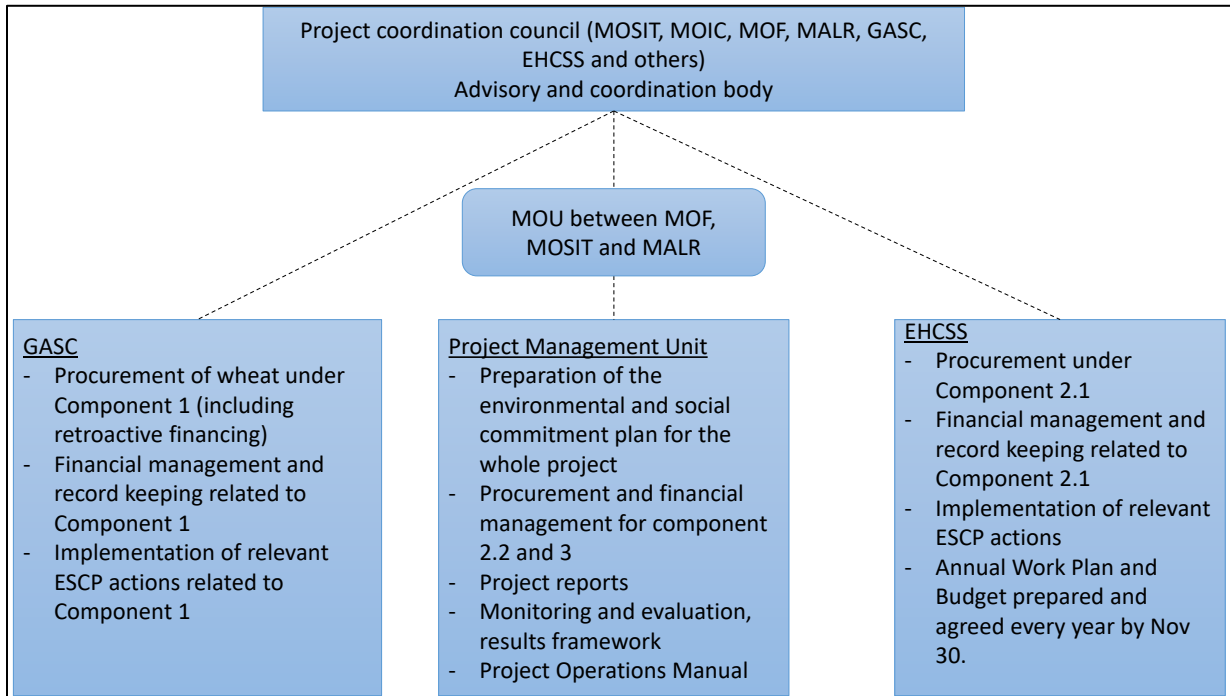 Project coordination council (MOSIT, MOIC, MOF, MALR, GASC,
EHCSS and others)
Advisory and coordination body
MOU between MOF,
MOSIT and MALR
GASC
- Procurement of wheat under
Component 1 (including
retroactive financing)
- Financial management and
record keeping related to
Component 1
- Implementation of relevant
ESCP actions related to
Component 1
Project Management Unit
- Preparation of the
environmental and social
commitment plan for the
whole project
- Procurement and financial
management for component
2.2 and 3
- Project reports
- Monitoring and evaluation,
results framework
- Project Operations Manual
EHCSS
- Procurement under
Component 2.1
- Financial management and
record keeping related to
Component 2.1
- Implementation of relevant
ESCP actions
- Annual Work Plan and
Budget prepared and
agreed every year by Nov
30.